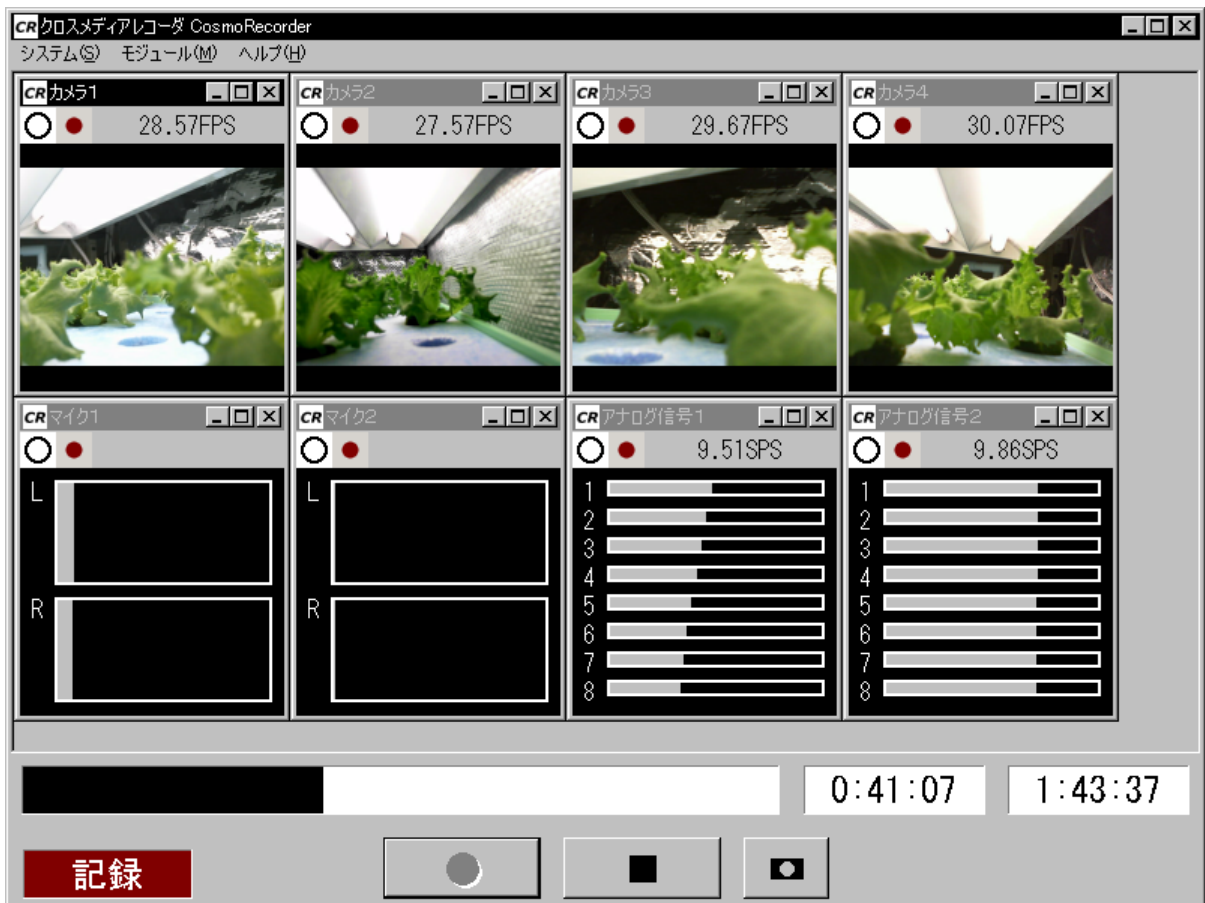 CR クロスメディアレコーダ CosmoRecorder
システム(S) モジュール(M) ヘルプ(H)
CR カメラ1
28.57FPS
CR カメラ2
27.57FPS
CR カメラ3
29.67FPS
CR カメラ4
30.07FPS
CR マイク1
L
R
CR マイク2
L
R
CR アナログ信号1
9.51SPS
1
2
3
4
5
6
7
8
CR アナログ信号2
9.86SPS
1
2
3
4
5
6
7
8
0:41:07
1:43:37
記録